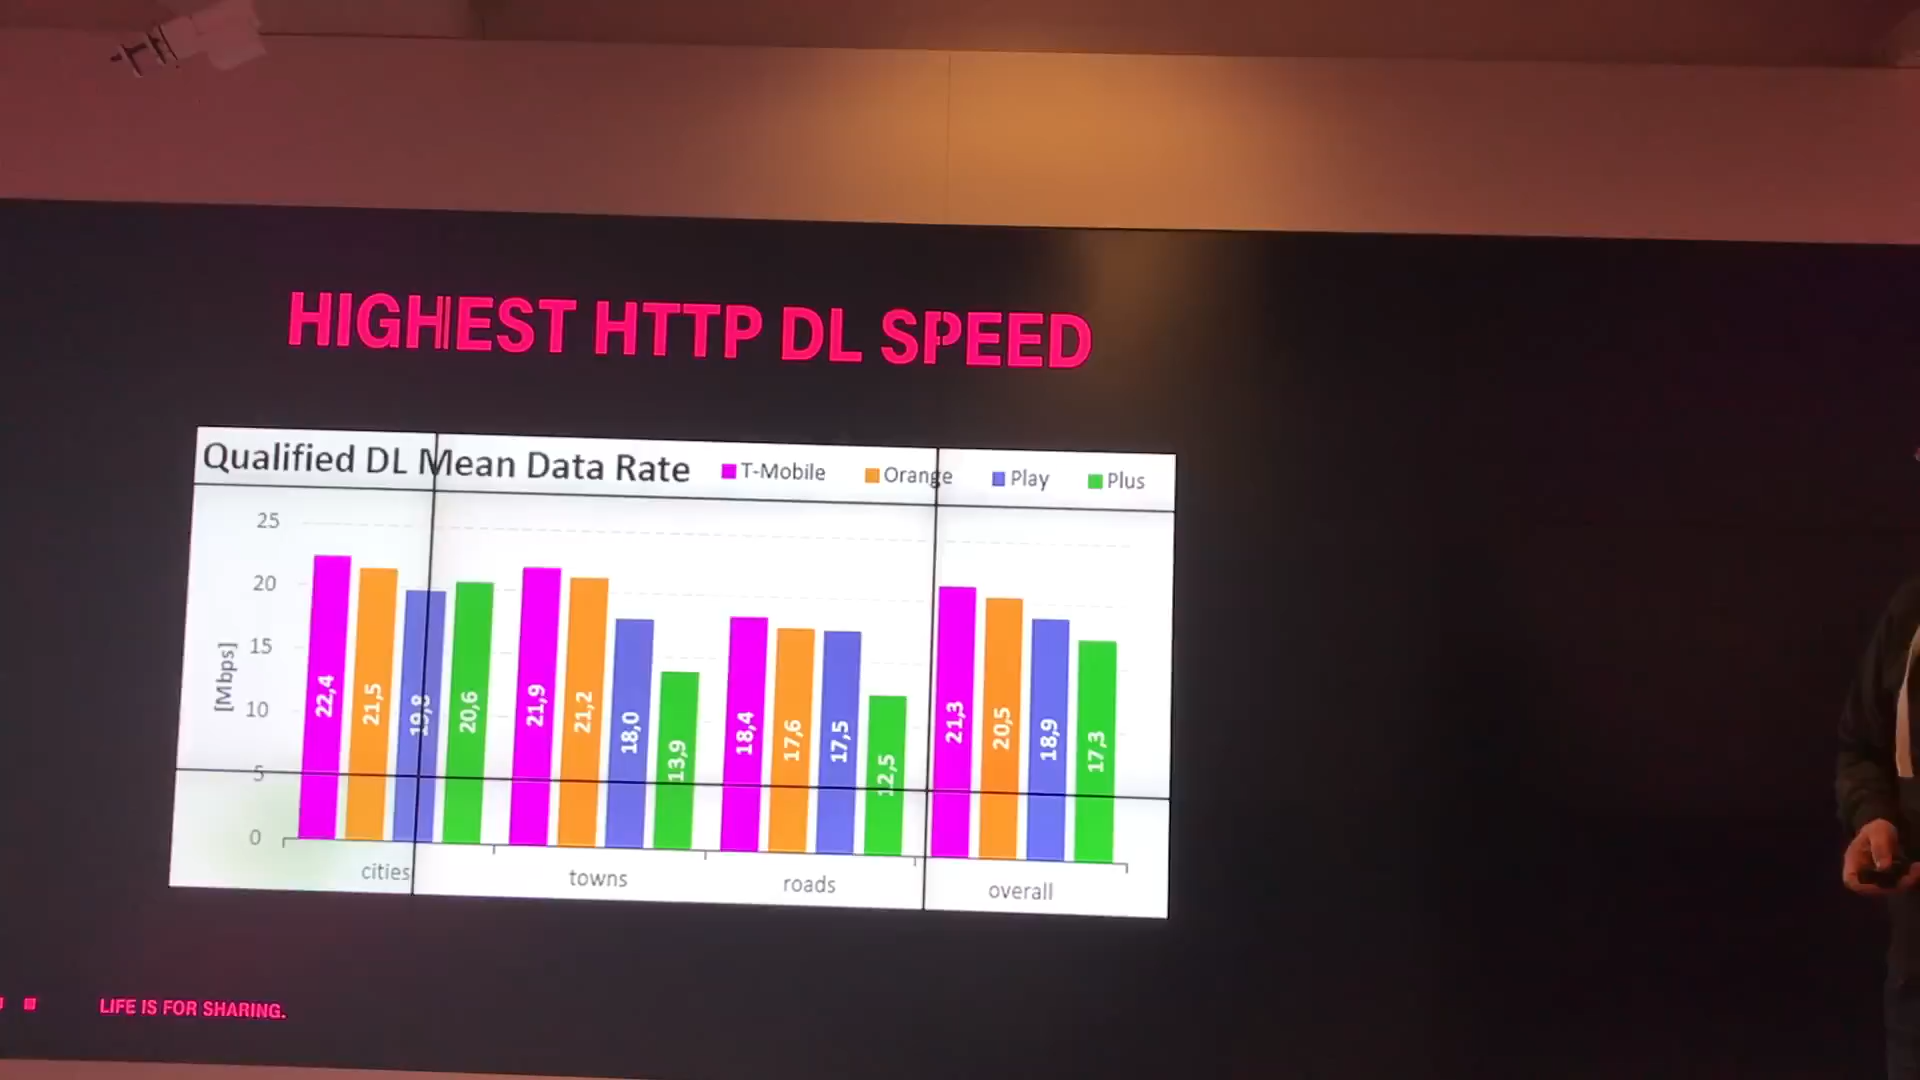 HIGHEST HTTP DL SPEED
Qualified DL Mean Data Rate
T-Mobile Orange Play Plus
[Mbps]
25
20
15
10
5
0
22,4 21,5 19,8 20,6
21,9 21,2 18,0 13,9
18,4 17,6 17,5 12,5
21,3 20,5 18,9 17,3
cities towns roads overall
LIFE IS FOR SHARING.